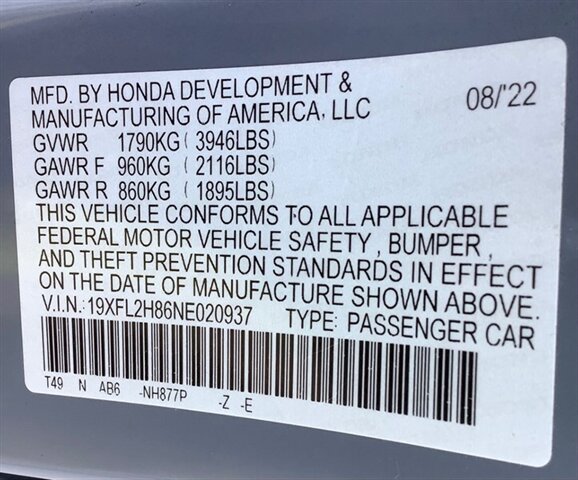 MFD. BY HONDA DEVELOPMENT &
MANUFACTURING OF AMERICA, LLC 08/'22
GVWR 1790KG ( 3946LBS)
GAWR F 960KG ( 2116LBS)
GAWR R 860KG ( 1895LBS)
THIS VEHICLE CONFORMS TO ALL APPLICABLE
FEDERAL MOTOR VEHICLE SAFETY , BUMPER ,
AND THEFT PREVENTION STANDARDS IN EFFECT
ON THE DATE OF MANUFACTURE SHOWN ABOVE.
V.I.N.: 19XFL2H86NE020937 TYPE: PASSENGER CAR
T49 N AB6 -NH877P -Z -E